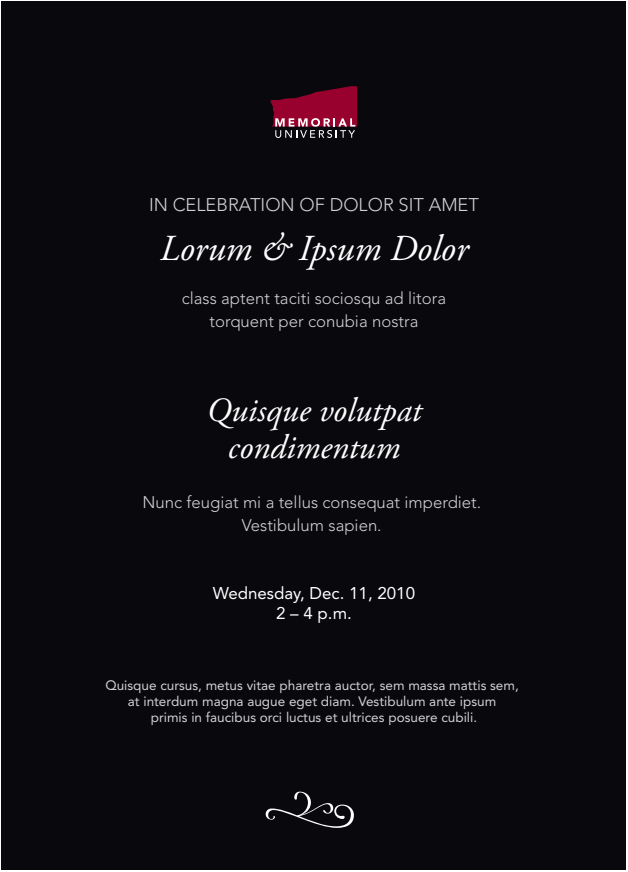 MEMORIAL
UNIVERSITY
IN CELEBRATION OF DOLOR SIT AMET
Lorum & Ipsum Dolor
class aptent taciti sociosqu ad litora
torquent per conubia nostra
Quisque volutpat
condimentum
Nunc feugiat mi a tellus consequat imperdiet.
Vestibulum sapien.
Wednesday, Dec. 11, 2010
2 – 4 p.m.
Quisque cursus, metus vitae pharetra auctor, sem massa mattis sem,
at interdum magna augue eget diam. Vestibulum ante ipsum
primis in faucibus orci luctus et ultrices posuere cubili.